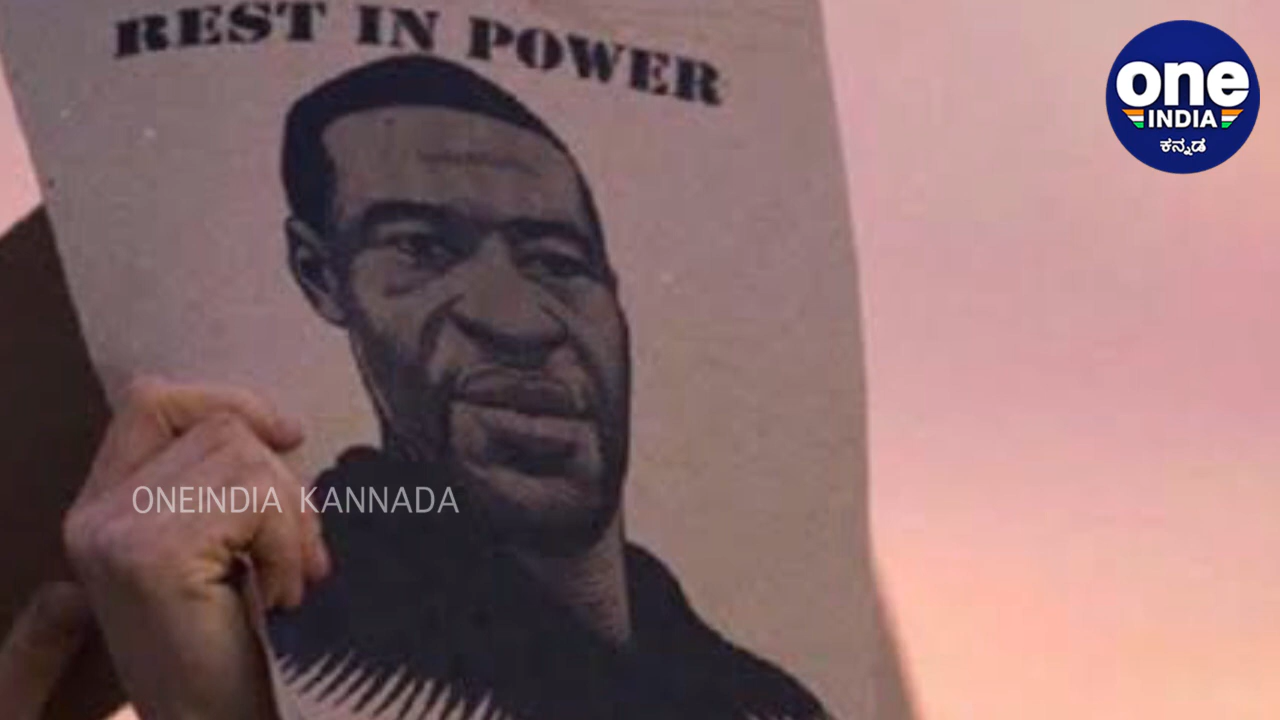 REST IN POWER
one
INDIA
ಕನ್ನಡ
ONEINDIA KANNADA